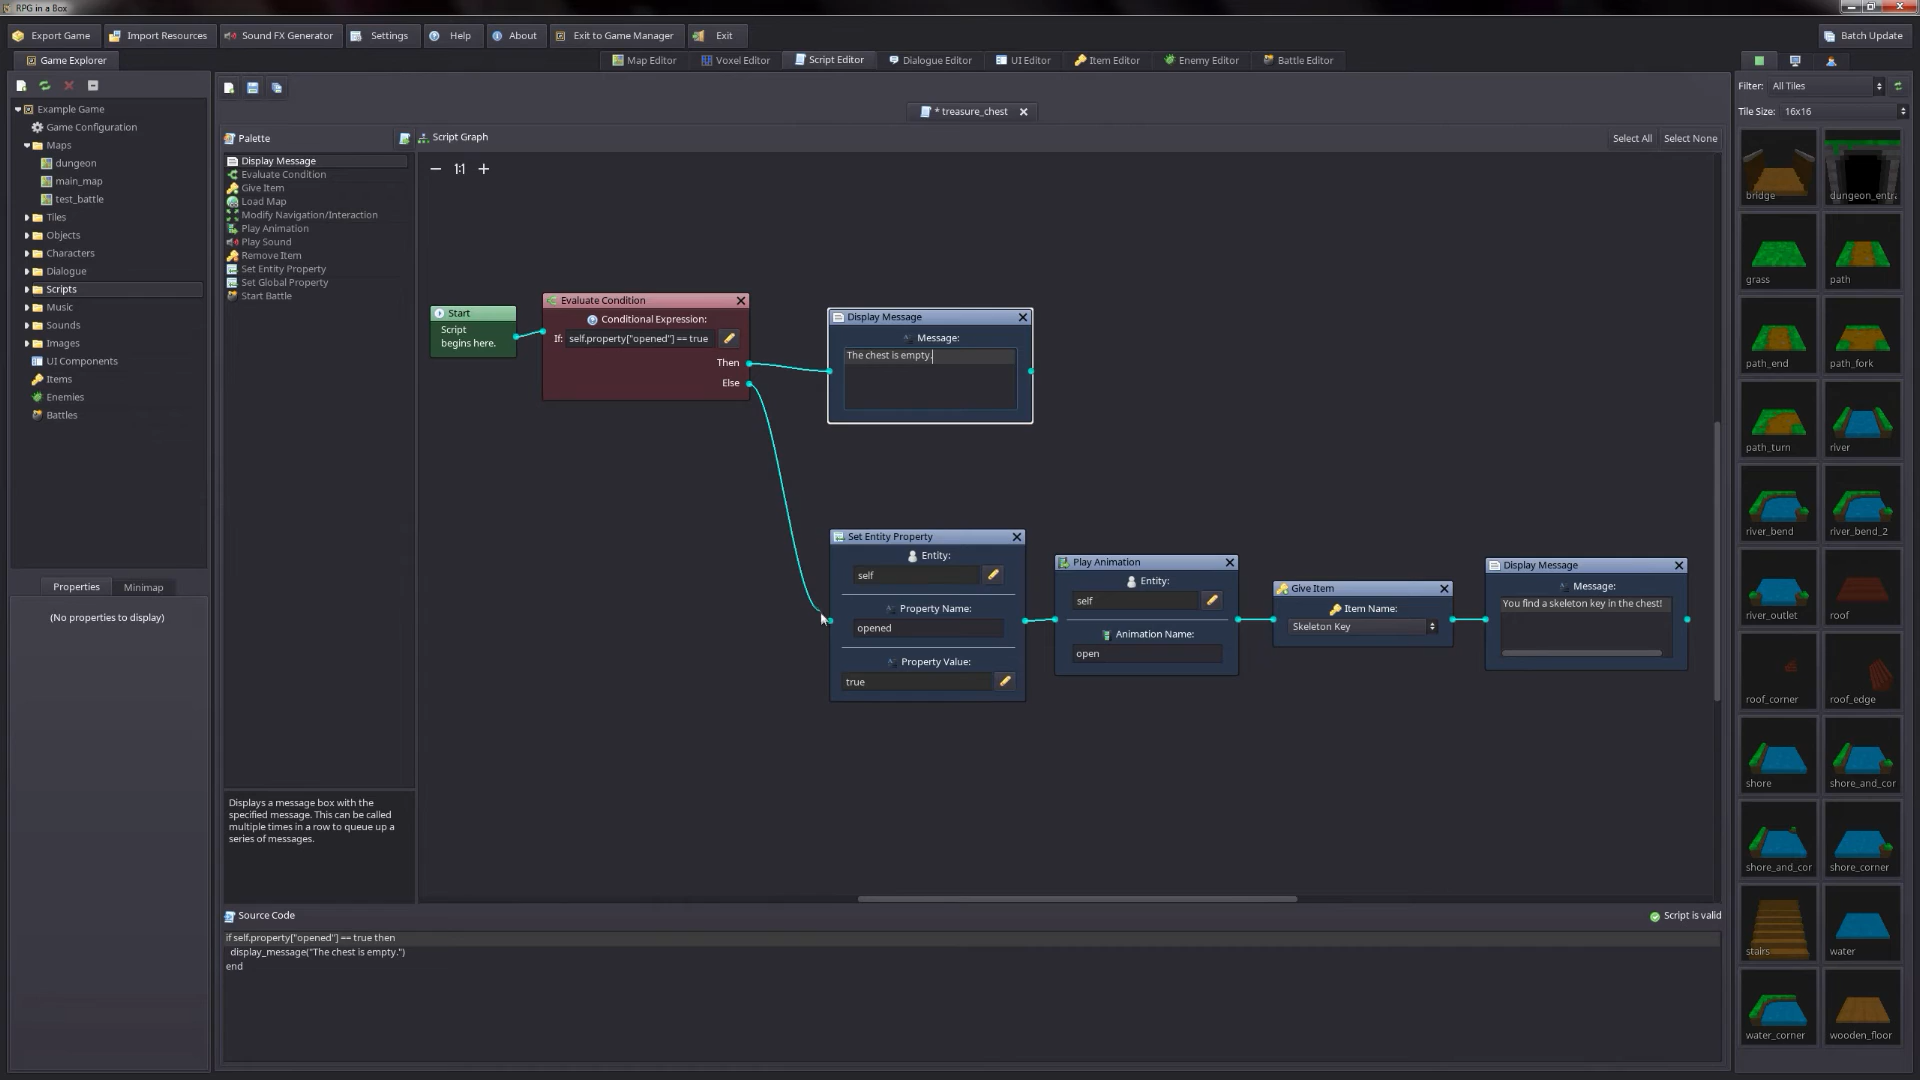 RPG in a Box
Export Game
Import Resources
Sound FX Generator
Settings
Help
About
Exit to Game Manager
Exit
Batch Update
Game Explorer
Map Editor
Voxel Editor
Script Editor
Dialogue Editor
UI Editor
Item Editor
Enemy Editor
Battle Editor
Filter: All Tiles
Tile Size: 16x16
Example Game
Game Configuration
Maps
dungeon
main_map
test_battle
Tiles
Objects
Characters
Dialogue
Scripts
Music
Sounds
Images
UI Components
Items
Enemies
Battles
Properties
Minimap
(No properties to display)
* treasure_chest
Palette
Display Message
Evaluate Condition
Give Item
Load Map
Modify Navigation/Interaction
Play Animation
Play Sound
Remove Item
Set Entity Property
Set Global Property
Start Battle
Displays a message box with the
specified message. This can be called
multiple times in a row to queue up a
series of messages.
Script Graph
Select All
Select None
1:1
Start
Script
begins here.
Evaluate Condition
Conditional Expression:
If: self.property["opened"] == true
Then
Else
Display Message
Message:
The chest is empty.
Set Entity Property
Entity:
self
Property Name:
opened
Property Value:
true
Play Animation
Entity:
self
Animation Name:
open
Give Item
Item Name:
Skeleton Key
Display Message
Message:
You find a skeleton key in the chest!
Source Code
Script is valid
if self.property["opened"] == true then
display_message("The chest is empty.")
end
bridge
dungeon_entra
grass
path
path_end
path_fork
path_turn
river
river_bend
river_bend_2
river_outlet
roof
roof_corner
roof_edge
shore
shore_and_cor
shore_and_cor
shore_corner
stairs
water
water_corner
wooden_floor